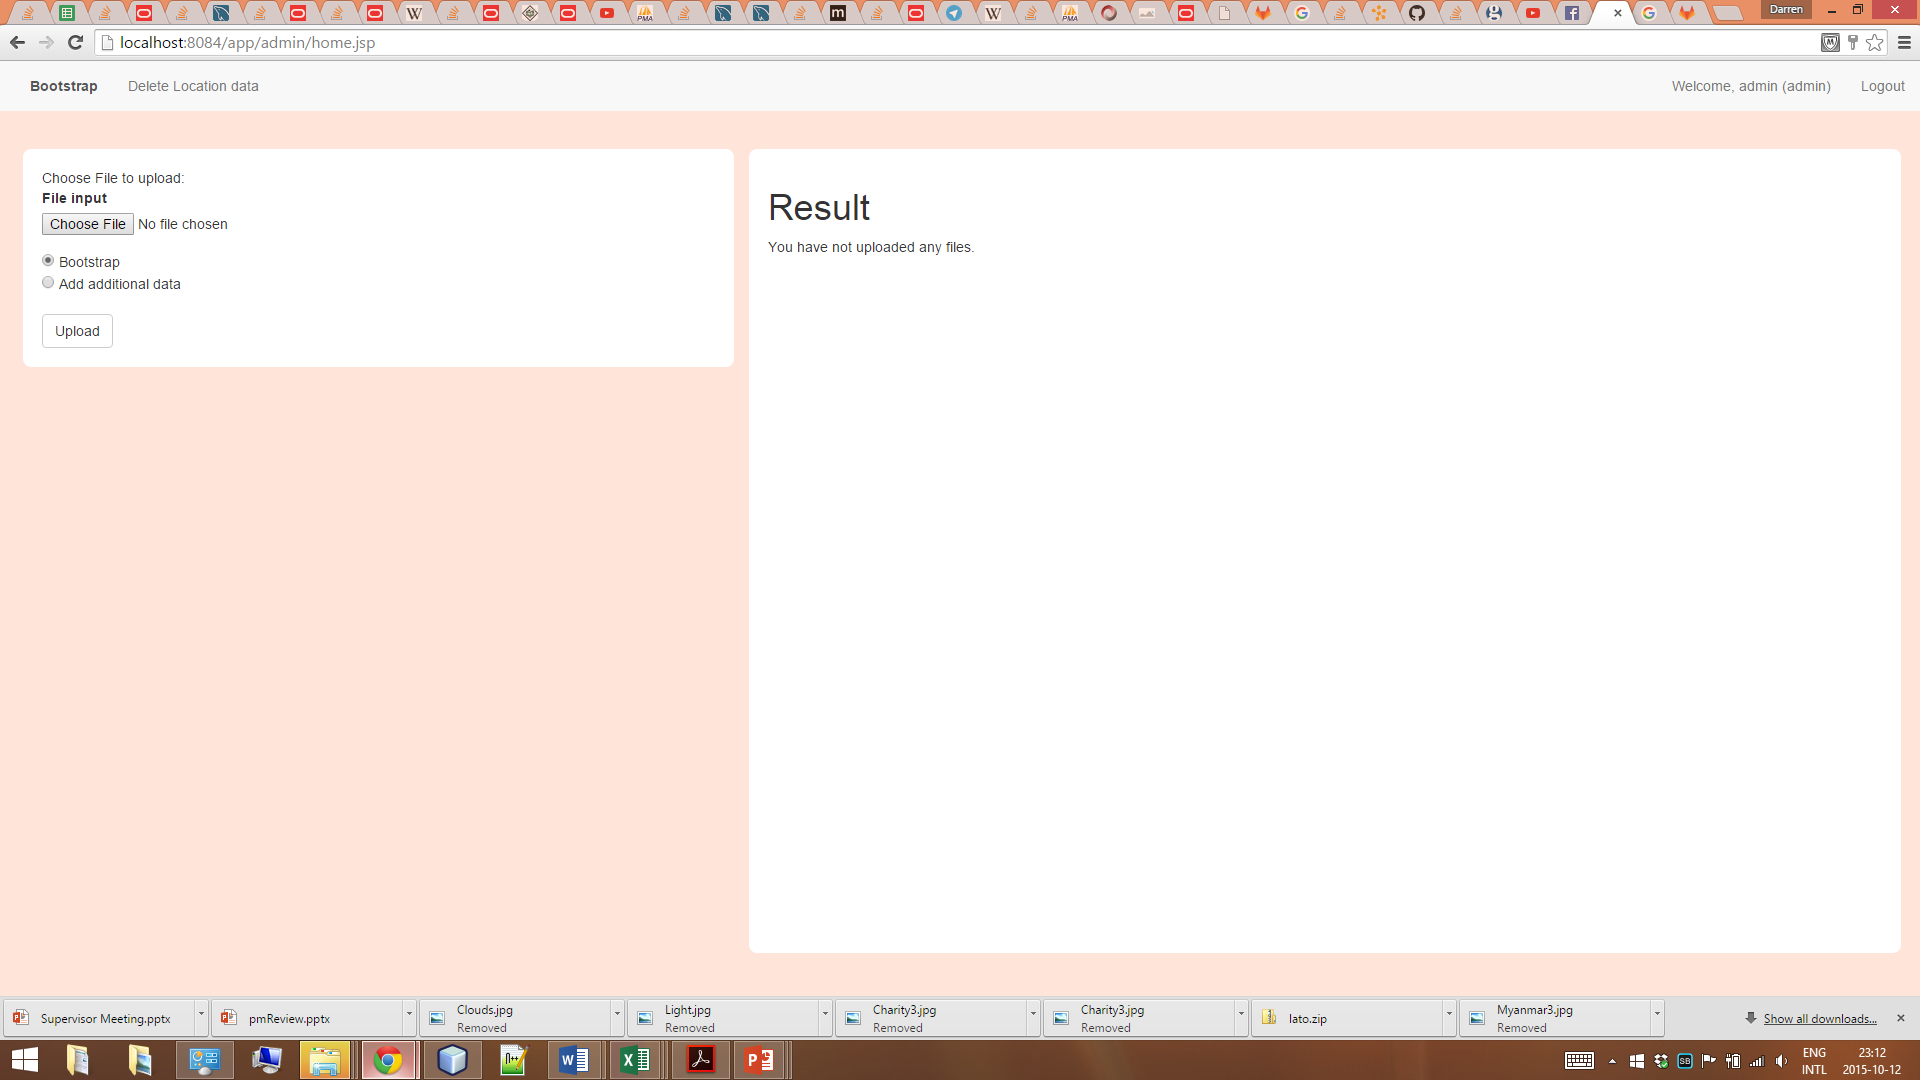 Darren
localhost:8084/app/admin/home.jsp
Bootstrap
Delete Location data
Welcome, admin (admin)
Logout
Choose File to upload:
File input
Choose File No file chosen
Bootstrap
Add additional data
Upload
Result
You have not uploaded any files.
Supervisor Meeting.pptx
pmReview.pptx
Clouds.jpg
Removed
Light.jpg
Removed
Charity3.jpg
Removed
Charity3.jpg
Removed
lato.zip
Myanmar3.jpg
Removed
Show all downloads...
ENG
INTL
23:12
2015-10-12